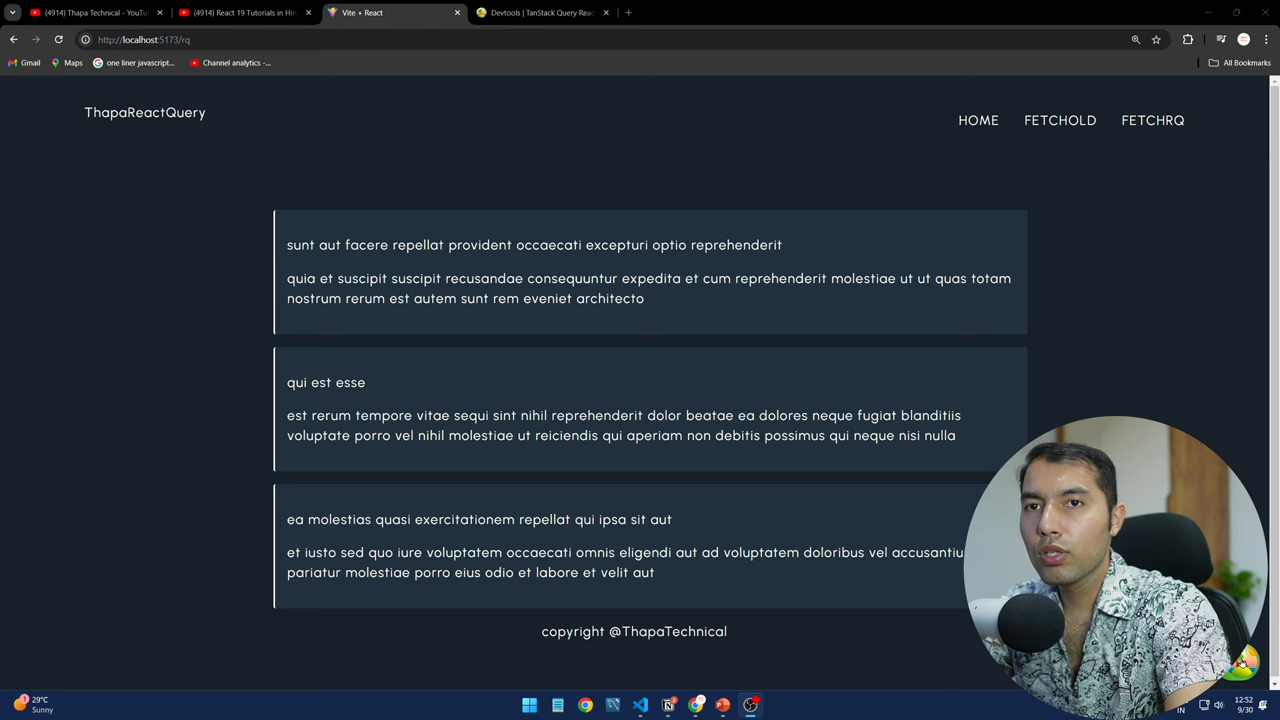 (4914) Thapa Technical - YouTu
(4914) React 19 Tutorials in Hin
Vite + React
Devtools | TanStack Query Reac
http://localhost:5173/rq
Gmail
Maps
one liner javascript...
Channel analytics -...
All Bookmarks
ThapaReactQuery
HOME
FETCHOLD
FETCHRQ
sunt aut facere repellat provident occaecati excepturi optio reprehenderit
quia et suscipit suscipit recusandae consequuntur expedita et cum reprehenderit molestiae ut ut quas totam
nostrum rerum est autem sunt rem eveniet architecto
qui est esse
est rerum tempore vitae sequi sint nihil reprehenderit dolor beatae ea dolores neque fugiat blanditiis
voluptate porro vel nihil molestiae ut reiciendis qui aperiam non debitis possimus qui neque nisi nulla
ea molestias quasi exercitationem repellat qui ipsa sit aut
et iusto sed quo iure voluptatem occaecati omnis eligendi aut ad voluptatem doloribus vel accusantiu
pariatur molestiae porro eius odio et labore et velit aut
copyright @ThapaTechnical
1
29°C
Sunny
IN
12:52
9/30